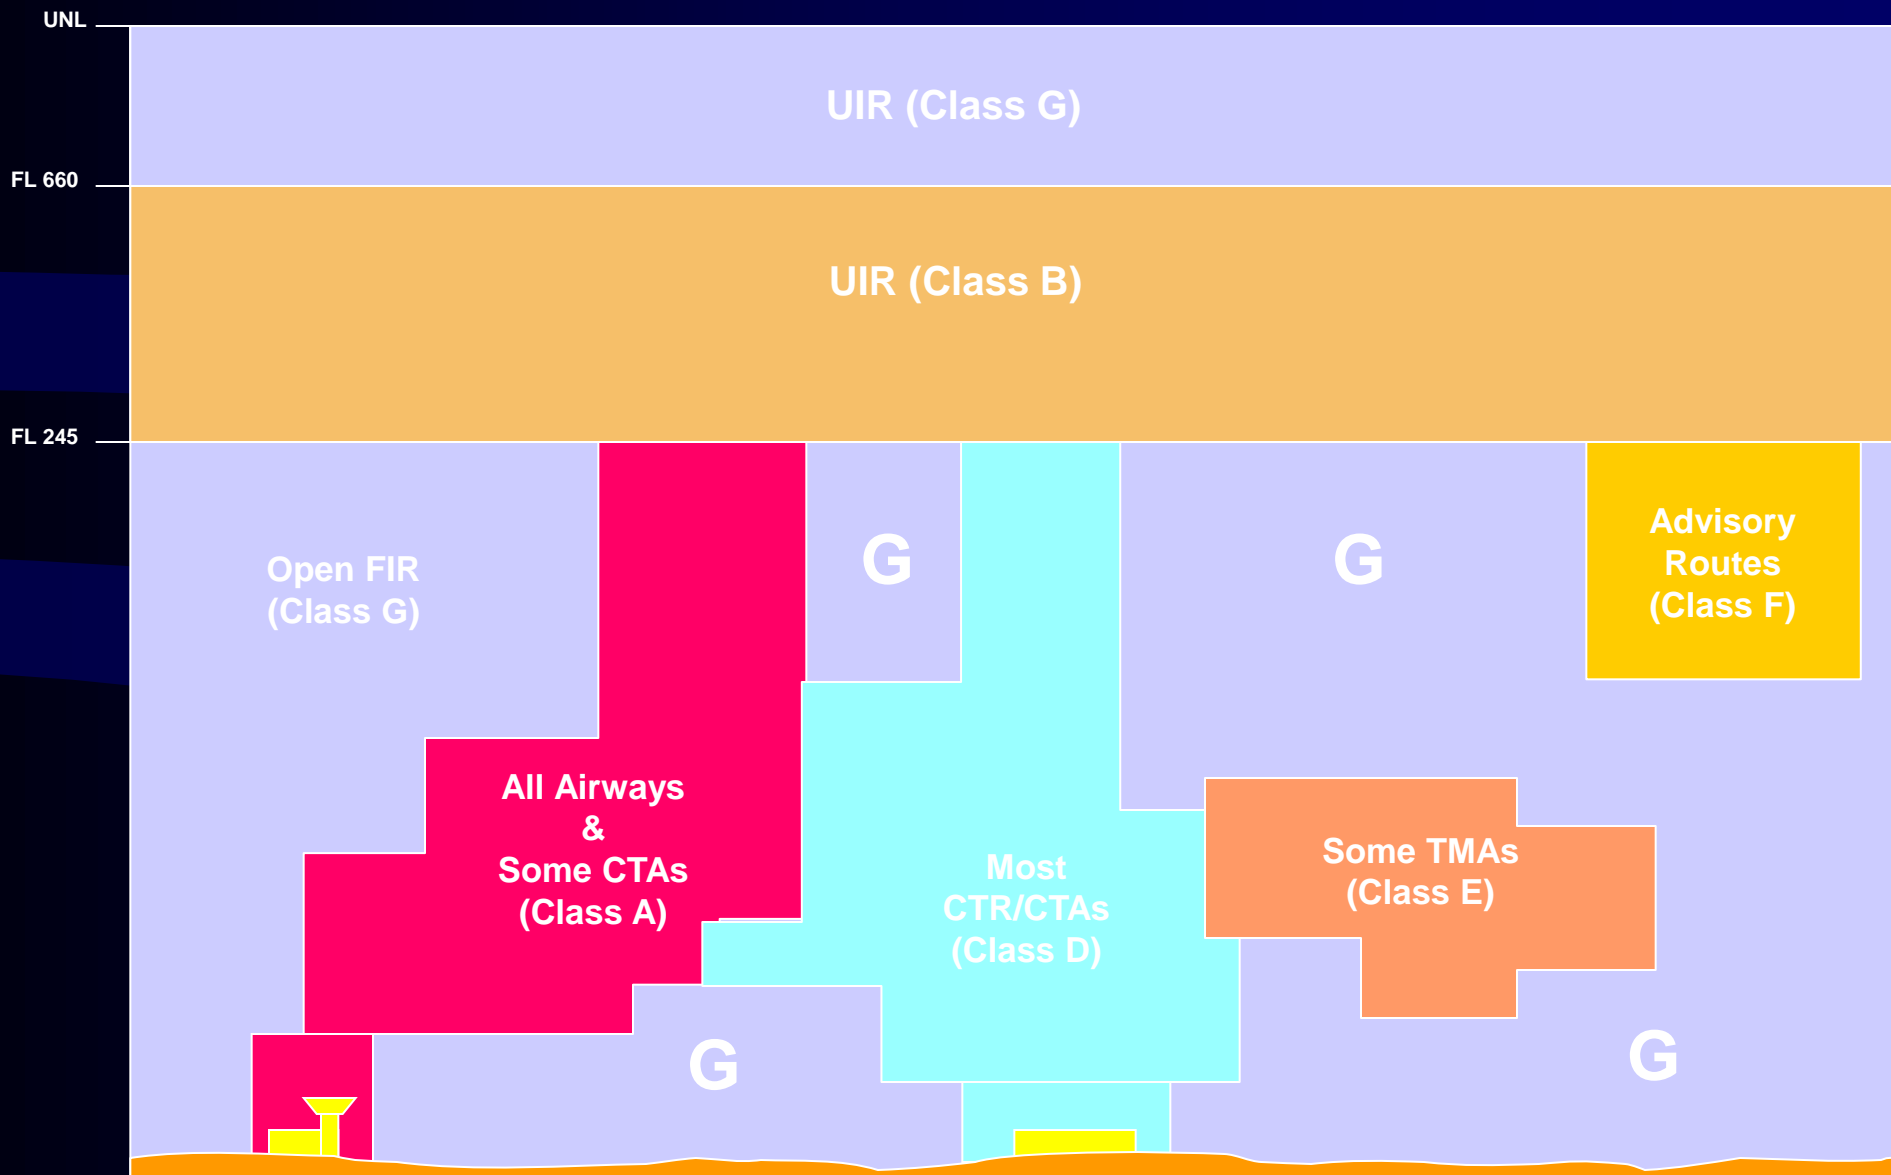 UNL
UIR (Class G)
FL 660
UIR (Class B)
FL 245
Open FIR
(Class G)
G
G
Advisory
Routes
(Class F)
All Airways
&
Some CTAs
(Class A)
Most
CTR/CTAs
(Class D)
Some TMAs
(Class E)
G
G